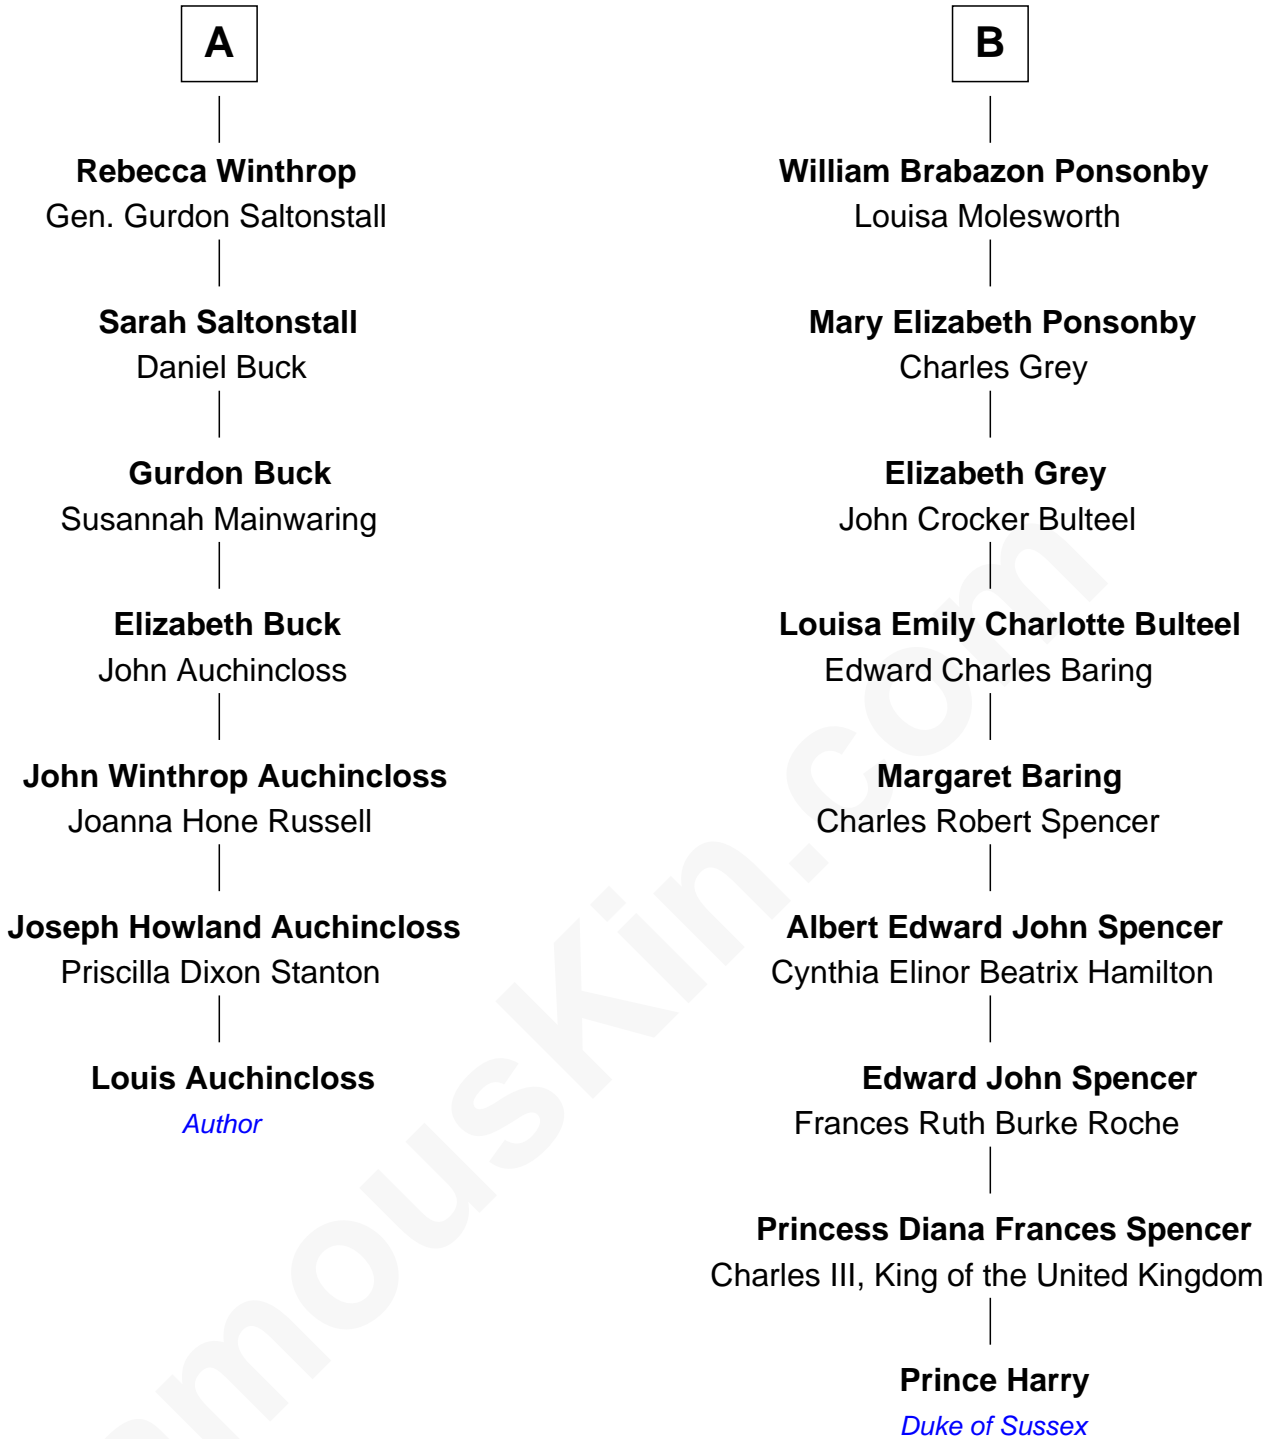 A
Rebecca Winthrop
Gen. Gurdon Saltonstall
Sarah Saltonstall
Daniel Buck
Gurdon Buck
Susannah Mainwaring
Elizabeth Buck
John Auchincloss
John Winthrop Auchincloss
Joanna Hone Russell
Joseph Howland Auchincloss
Priscilla Dixon Stanton
Louis Auchincloss
Author
B
William Brabazon Ponsonby
Louisa Molesworth
Mary Elizabeth Ponsonby
Charles Grey
Elizabeth Grey
John Crocker Bulteel
Louisa Emily Charlotte Bulteel
Edward Charles Baring
Margaret Baring
Charles Robert Spencer
Albert Edward John Spencer
Cynthia Elinor Beatrix Hamilton
Edward John Spencer
Frances Ruth Burke Roche
Princess Diana Frances Spencer
Charles III, King of the United Kingdom
Prince Harry
Duke of Sussex
mouskin.com